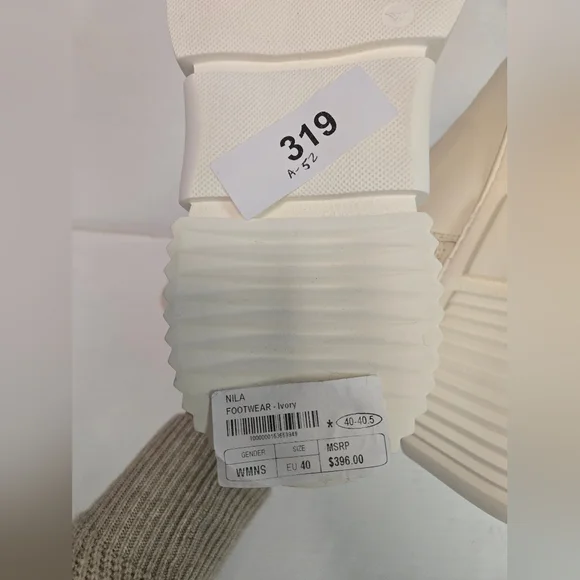 319
A-52
NILA
FOOTWEAR - Ivory
* 40-40.5
GENDER SIZE MSRP
WMNS EU 40 $396.00